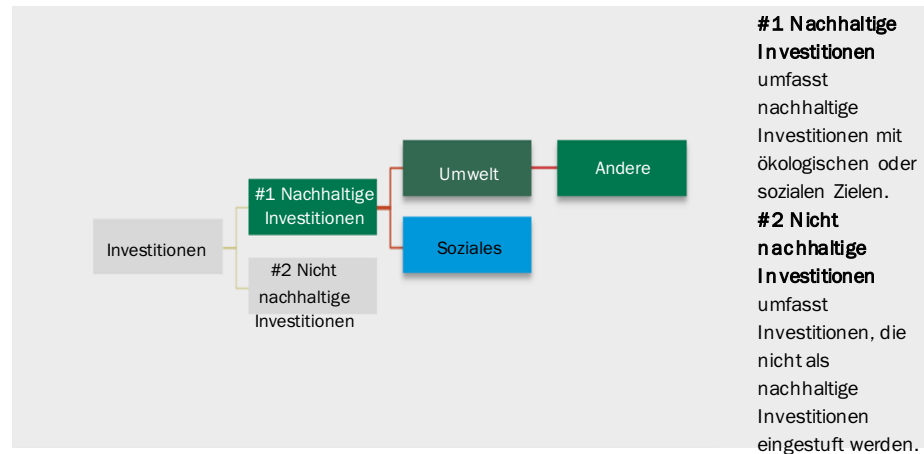 Investitionen
#1 Nachhaltige
Investitionen
#2 Nicht
nachhaltige
Investitionen
Umwelt
Andere
Soziales
#1 Nachhaltige
Investitionen
umfasst
nachhaltige
Investitionen mit
ökologischen oder
sozialen Zielen.
#2 Nicht
nachhaltige
Investitionen
umfasst
Investitionen, die
nicht als
nachhaltige
Investitionen
eingestuft werden.